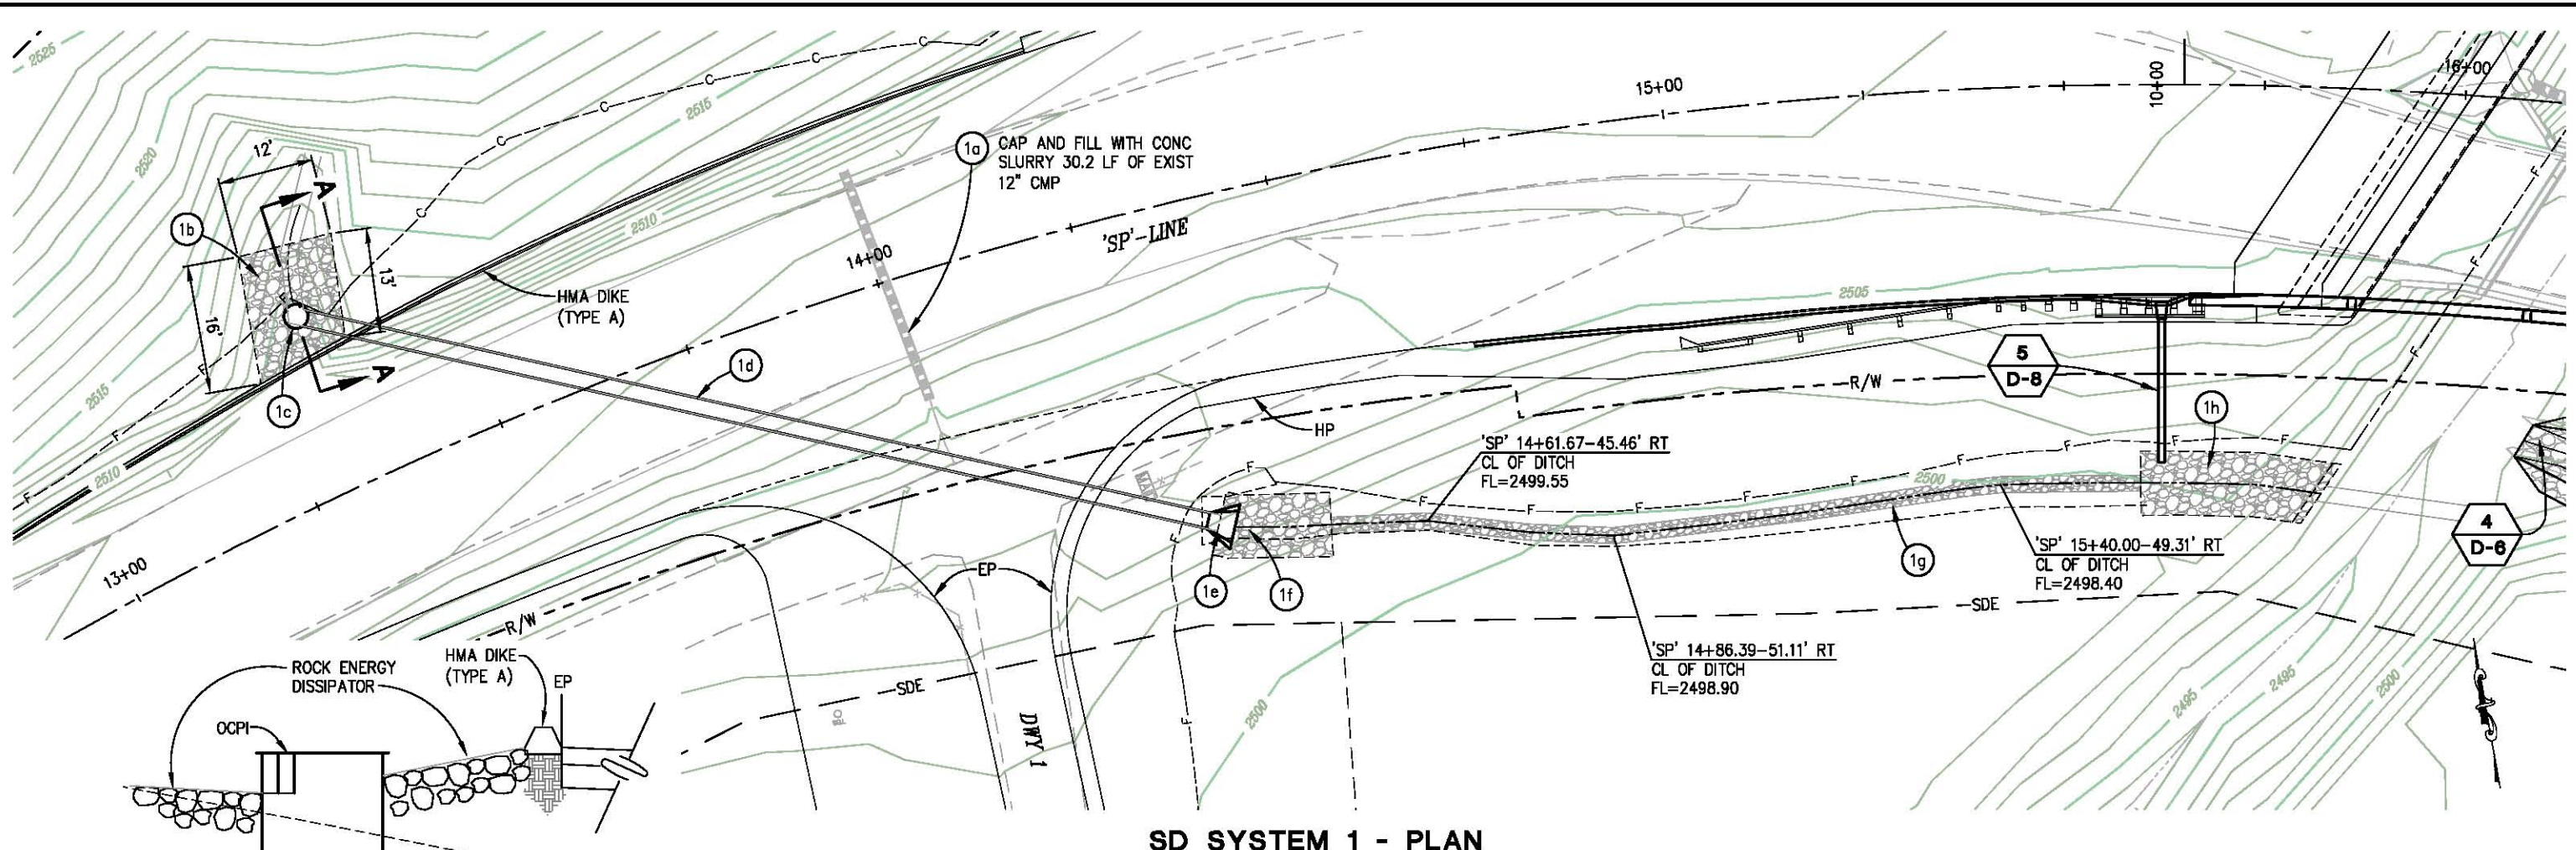 2525
2520
2515
2510
2515
2510
C
C
C
C
C
12'
A
1b
16'
13'
F
F
F
F
A
1c
HMA DIKE
(TYPE A)
1d
1a
CAP AND FILL WITH CONC
SLURRY 30.2 LF OF EXIST
12" CMP
13+00
14+00
'SP'-LINE
15+00
10+00
16+00
2505
5
D-8
R/W
HP
1h
F
F
F
F
F
F
F
F
F
F
F
F
F
'SP' 14+61.67-45.46' RT
CL OF DITCH
FL=2499.55
2500
'SP' 15+40.00-49.31' RT
CL OF DITCH
FL=2498.40
4
D-6
1g
1e
1f
EP
R/W
SDE
SDE
'SP' 14+86.39-51.11' RT
CL OF DITCH
FL=2498.90
DWY 1
2500
2495
2495
2500
ROCK ENERGY
DISSIPATOR
HMA DIKE
(TYPE A)
EP
OCPI
SD SYSTEM 1 - PLAN